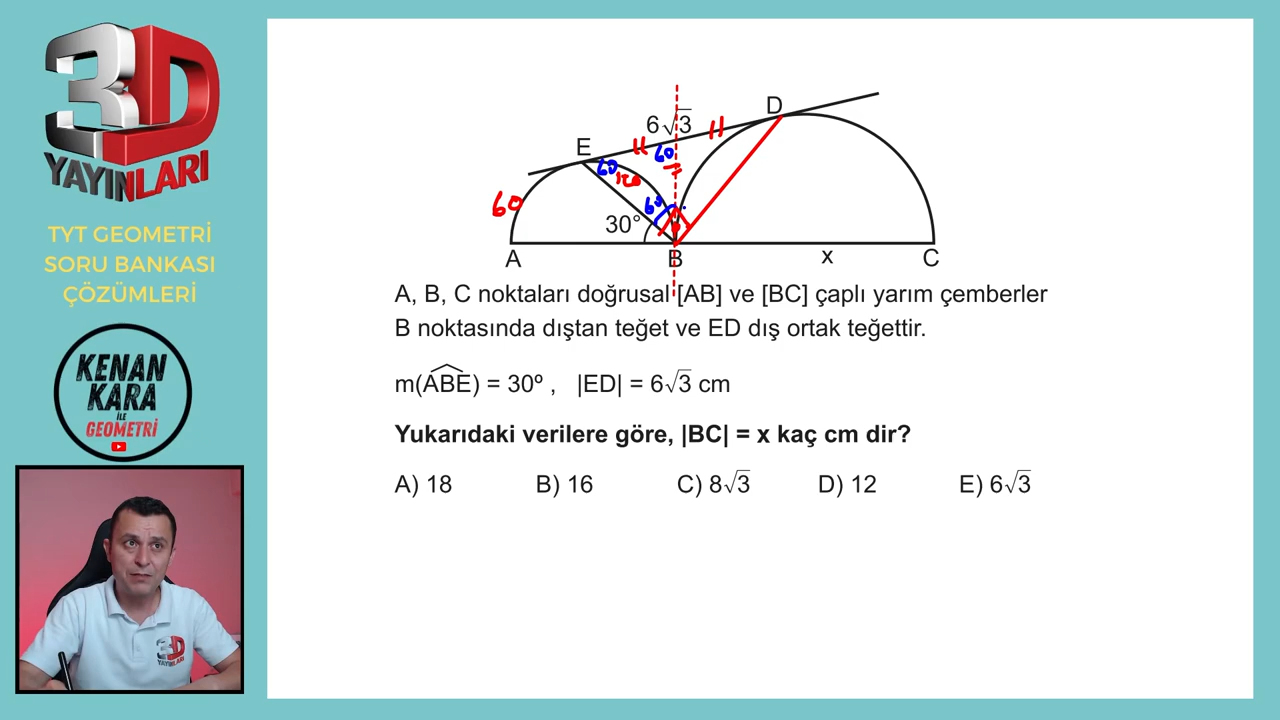 3D
YAYINLARI
TYT GEOMETRİ
SORU BANKASI
ÇÖZÜMLERİ
KENAN
KARA
İLE
GEOMETRİ
3D
YAYINLARI
6√3
D
E
60
60
120
60
60
30°
A
B
x
C
A, B, C noktaları doğrusal [AB] ve [BC] çaplı yarım çemberler
B noktasında dıştan teğet ve ED dış ortak teğettir.
m(ABE) = 30º , |ED| = 6√3 cm
Yukarıdaki verilere göre, |BC| = x kaç cm dir?
A) 18 B) 16 C) 8√3 D) 12 E) 6√3